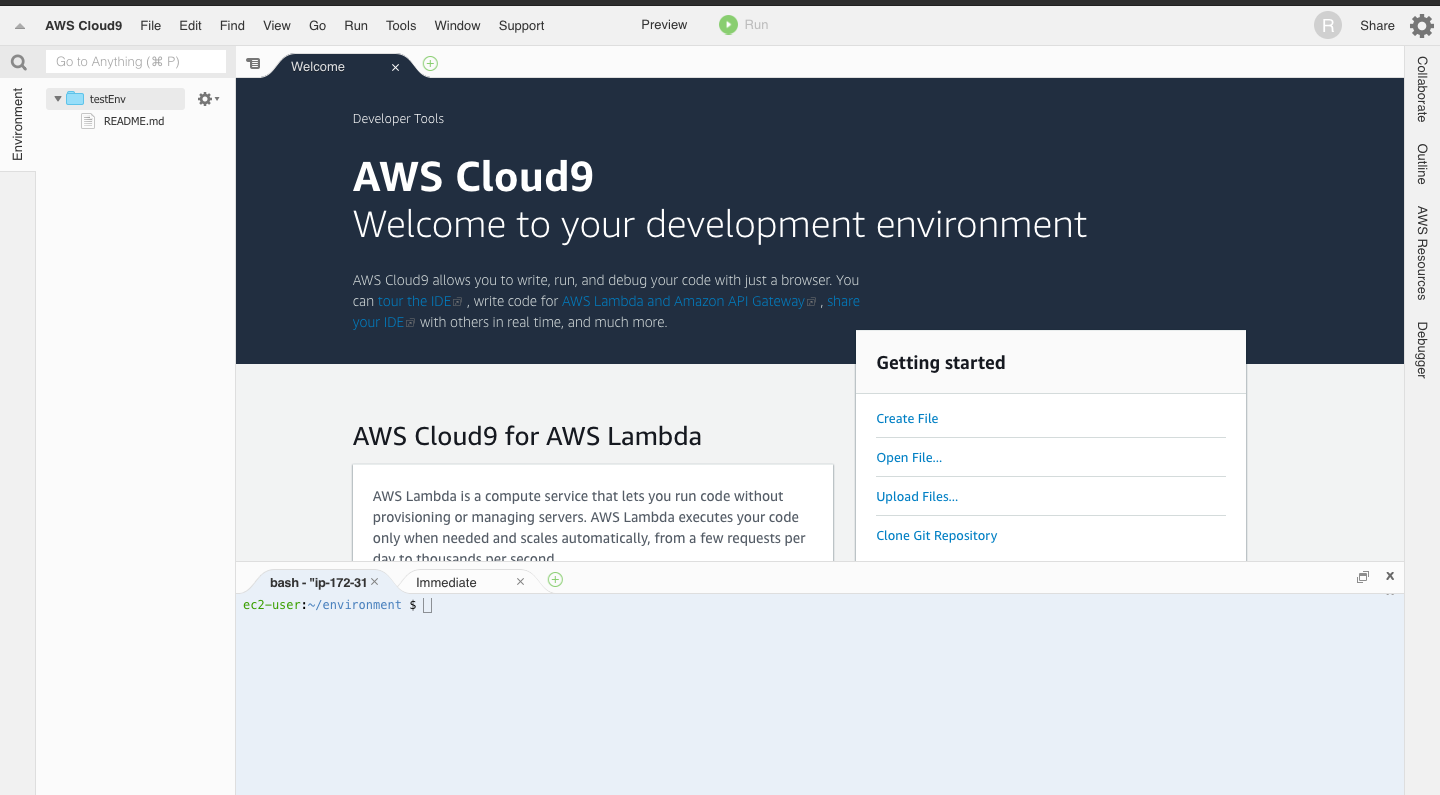 AWS Cloud9 File Edit Find View Go Run Tools Window Support Preview Run R Share
Go to Anything (⌘ P)
Welcome
Environment
testEnv
README.md
Developer Tools
AWS Cloud9
Welcome to your development environment
AWS Cloud9 allows you to write, run, and debug your code with just a browser. You
can tour the IDE , write code for AWS Lambda and Amazon API Gateway , share
your IDE with others in real time, and much more.
Getting started
Create File
Open File...
Upload Files...
Clone Git Repository
AWS Cloud9 for AWS Lambda
AWS Lambda is a compute service that lets you run code without
provisioning or managing servers. AWS Lambda executes your code
only when needed and scales automatically, from a few requests per
day to thousands per second.
bash - "ip-172-31
Immediate
ec2-user:~/environment $
Collaborate
Outline
AWS Resources
Debugger